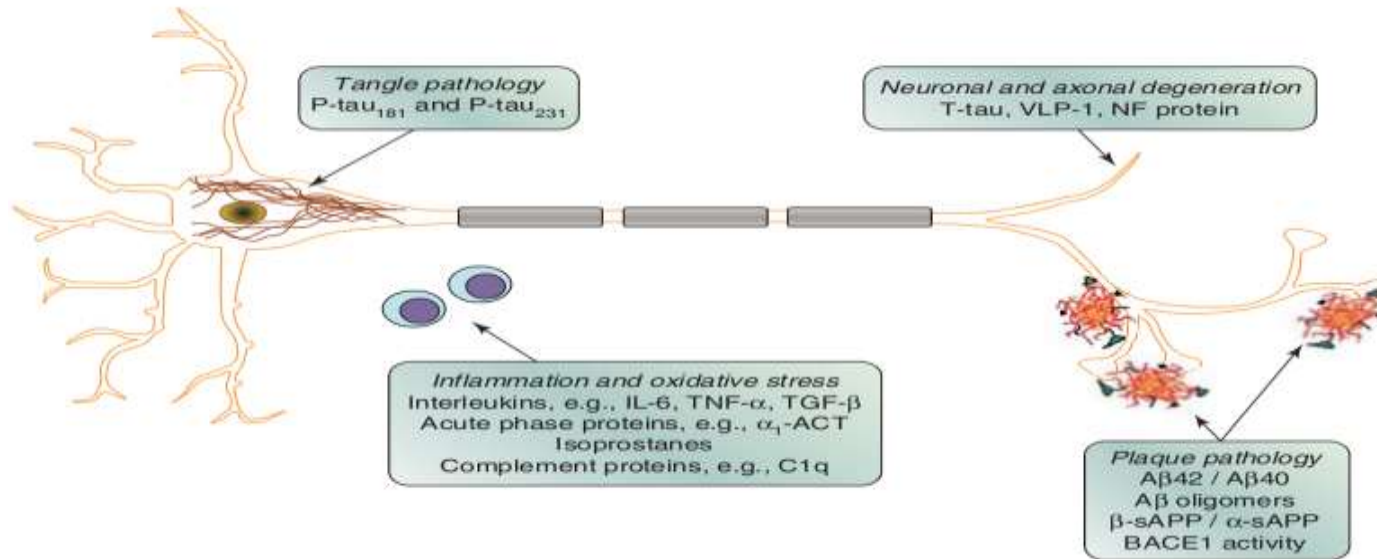 Tangle pathology
P-tau181 and P-tau231
Neuronal and axonal degeneration
T-tau, VLP-1, NF protein
Inflammation and oxidative stress
Interleukins, e.g., IL-6, TNF-α, TGF-β
Acute phase proteins, e.g., α1-ACT
Isoprostanes
Complement proteins, e.g., C1q
Plaque pathology
Aβ42 / Aβ40
Aβ oligomers
β-sAPP / α-sAPP
BACE1 activity